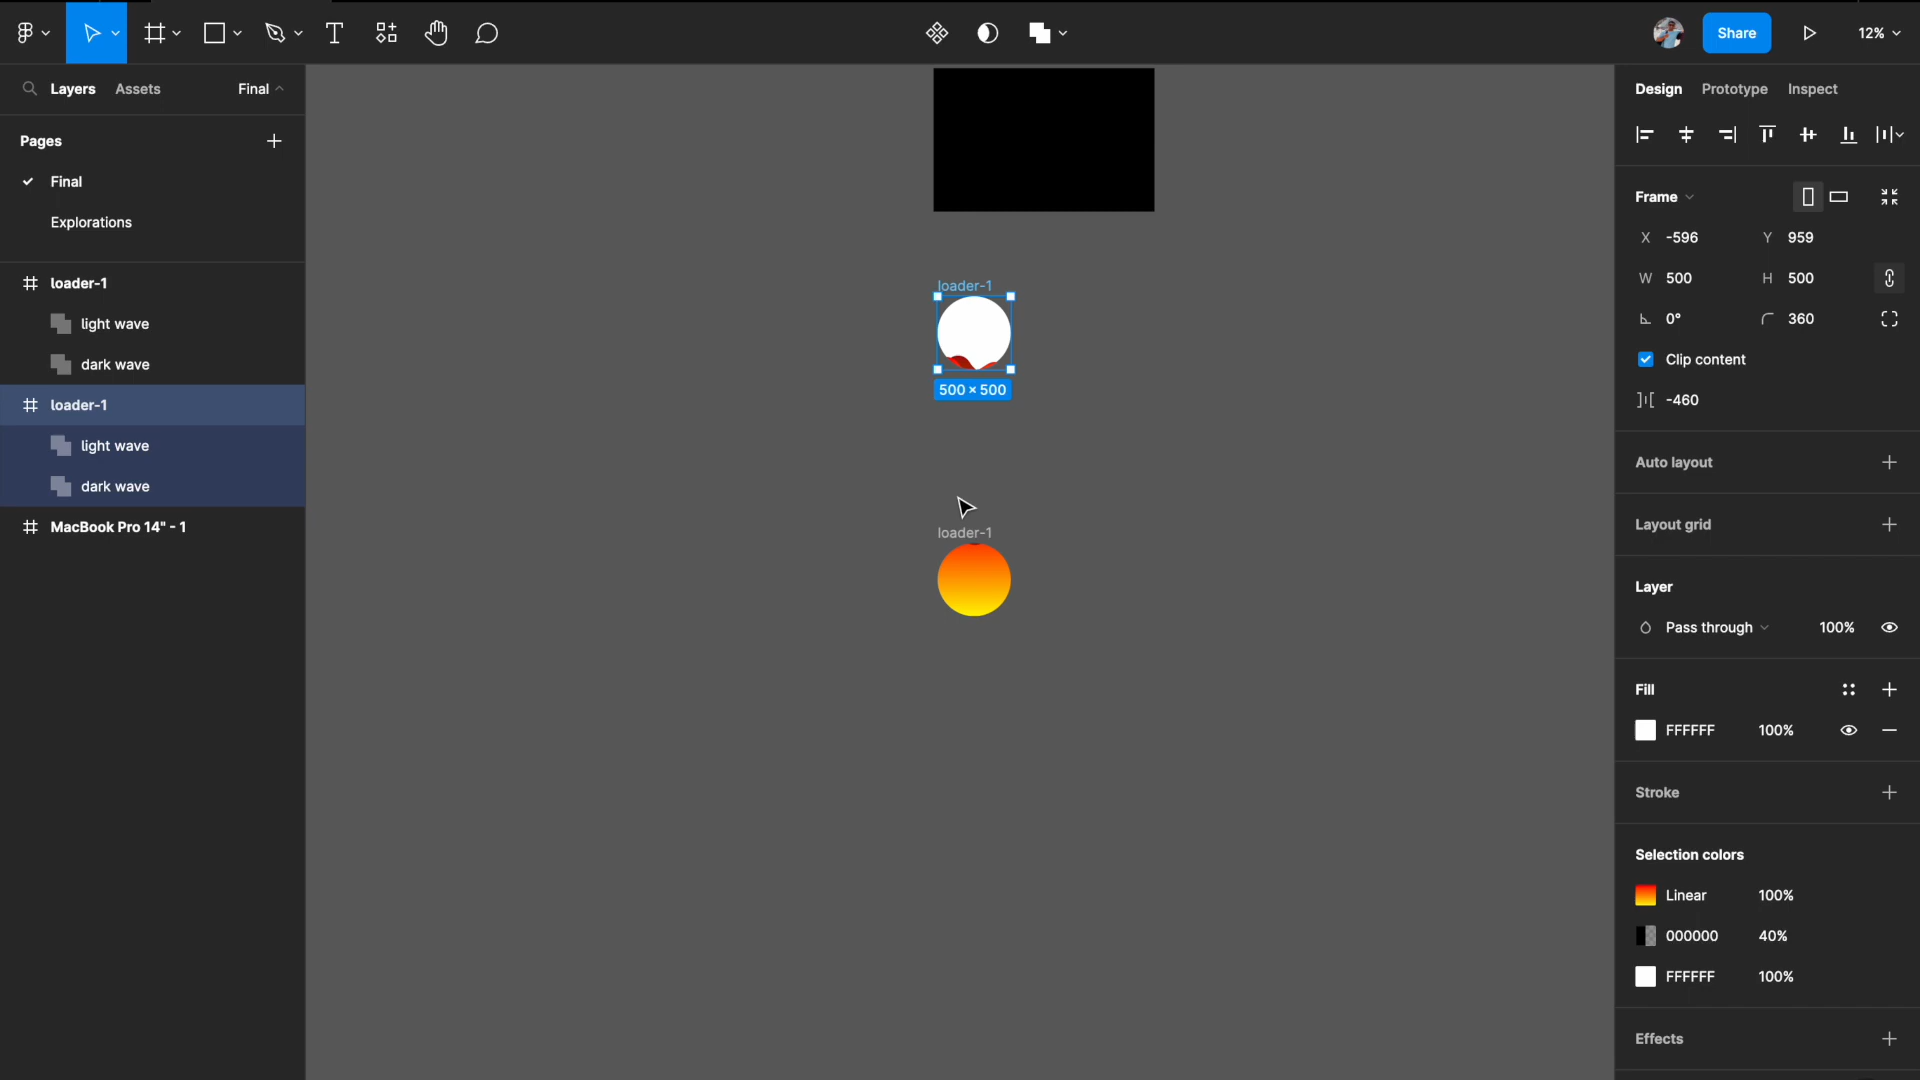 Share
12%
Layers
Assets
Final
Pages
Final
Explorations
loader-1
light wave
dark wave
loader-1
light wave
dark wave
MacBook Pro 14" - 1
loader-1
500 × 500
loader-1
Design
Prototype
Inspect
Frame
X -596
Y 959
W 500
H 500
0°
360
Clip content
-460
Auto layout
Layout grid
Layer
Pass through
100%
Fill
FFFFFF
100%
Stroke
Selection colors
Linear
100%
000000
40%
FFFFFF
100%
Effects